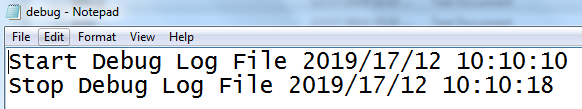 debug - Notepad
File Edit Format View Help
Start Debug Log File 2019/17/12 10:10:10
Stop Debug Log File 2019/17/12 10:10:18